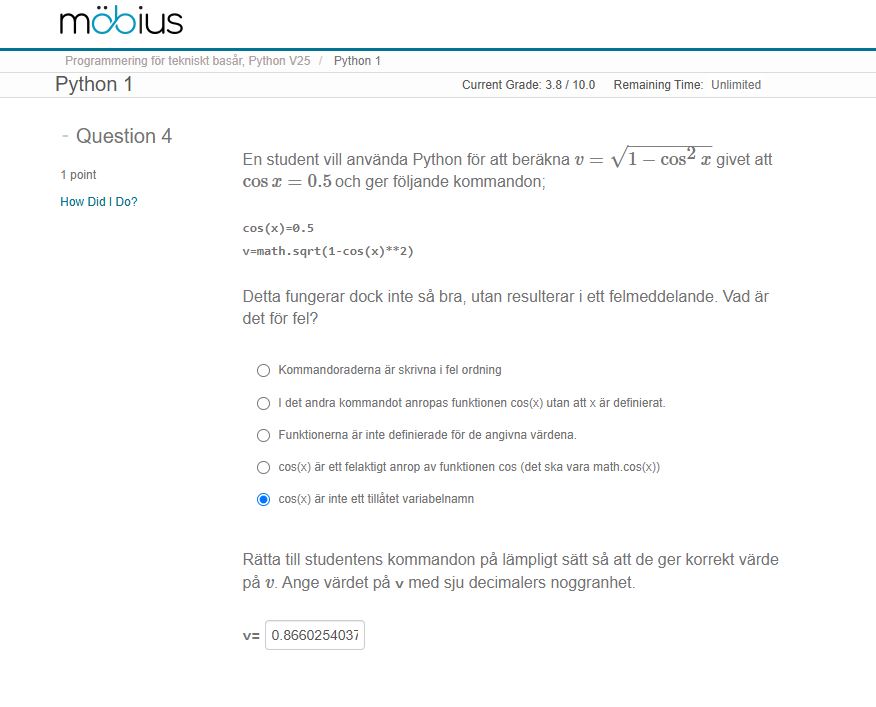 möbius
Programmering för tekniskt basår, Python V25 / Python 1
Python 1 Current Grade: 3.8 / 10.0 Remaining Time: Unlimited
- Question 4
1 point
How Did I Do?
En student vill använda Python för att beräkna v = √(1 − cos² x) givet att
cos x = 0.5 och ger följande kommandon;
cos(x)=0.5
v=math.sqrt(1-cos(x)**2)
Detta fungerar dock inte så bra, utan resulterar i ett felmeddelande. Vad är
det för fel?
Kommandoraderna är skrivna i fel ordning
I det andra kommandot anropas funktionen cos(x) utan att x är definierat.
Funktionerna är inte definierade för de angivna värdena.
cos(x) är ett felaktigt anrop av funktionen cos (det ska vara math.cos(x))
cos(x) är inte ett tillåtet variabelnamn
Rätta till studentens kommandon på lämpligt sätt så att de ger korrekt värde
på v. Ange värdet på v med sju decimalers noggranhet.
v= 0.8660254037